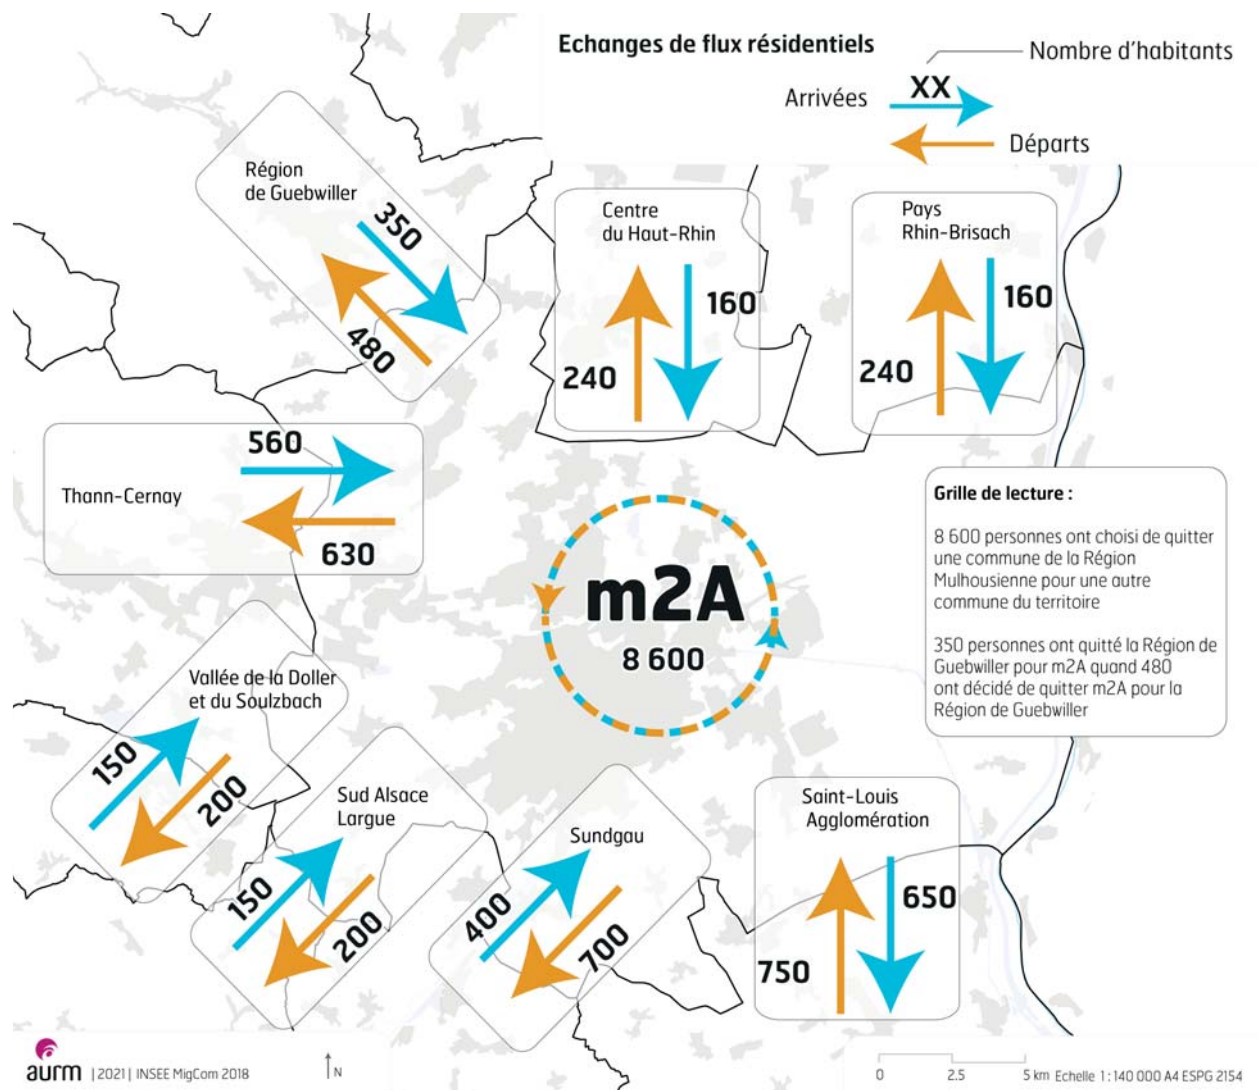 Echanges de flux résidentiels
Nombre d'habitants
XX
Arrivées
Départs
Région
de Guebwiller
350
480
Centre
du Haut-Rhin
160
240
Pays
Rhin-Brisach
160
240
560
Thann-Cernay
630
m2A
8 600
Grille de lecture :
8 600 personnes ont choisi de quitter
une commune de la Région
Mulhousienne pour une autre
commune du territoire
350 personnes ont quitté la Région de
Guebwiller pour m2A quand 480
ont décidé de quitter m2A pour la
Région de Guebwiller
Vallée de la Doller
et du Soulzbach
150
200
Sud Alsace
Largue
150
200
Sundgau
400
700
Saint-Louis
Agglomération
650
750
aurm | 2021 | INSEE MigCom 2018
N
0 2.5 5 km Echelle 1 : 140 000 A4 ESPG 2154